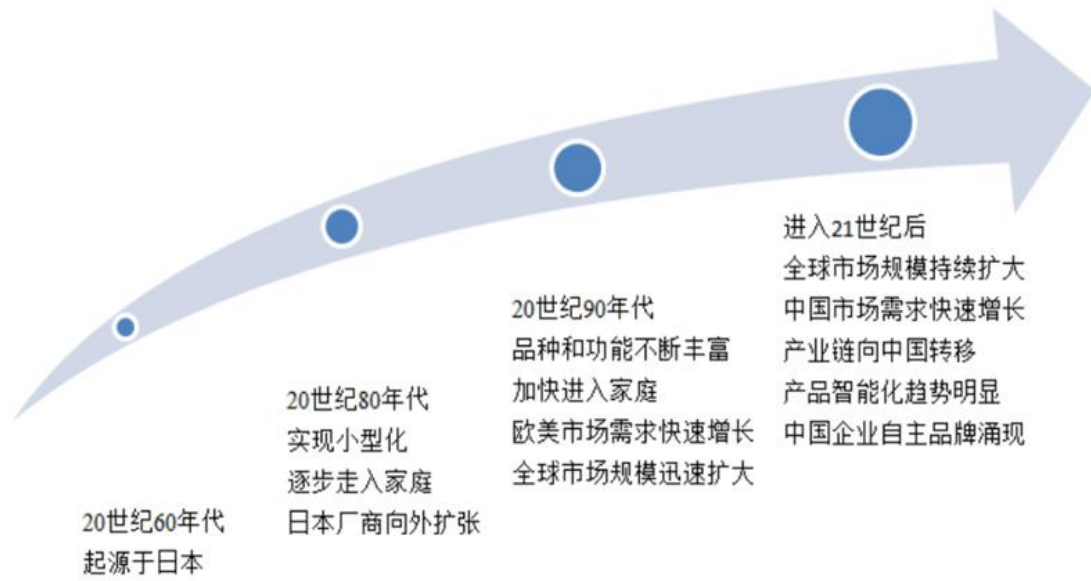 20世纪60年代
起源于日本
20世纪80年代
实现小型化
逐步走入家庭
日本厂商向外扩张
20世纪90年代
品种和功能不断丰富
加快进入家庭
欧美市场需求快速增长
全球市场规模迅速扩大
进入21世纪后
全球市场规模持续扩大
中国市场需求快速增长
产业链向中国转移
产品智能化趋势明显
中国企业自主品牌涌现